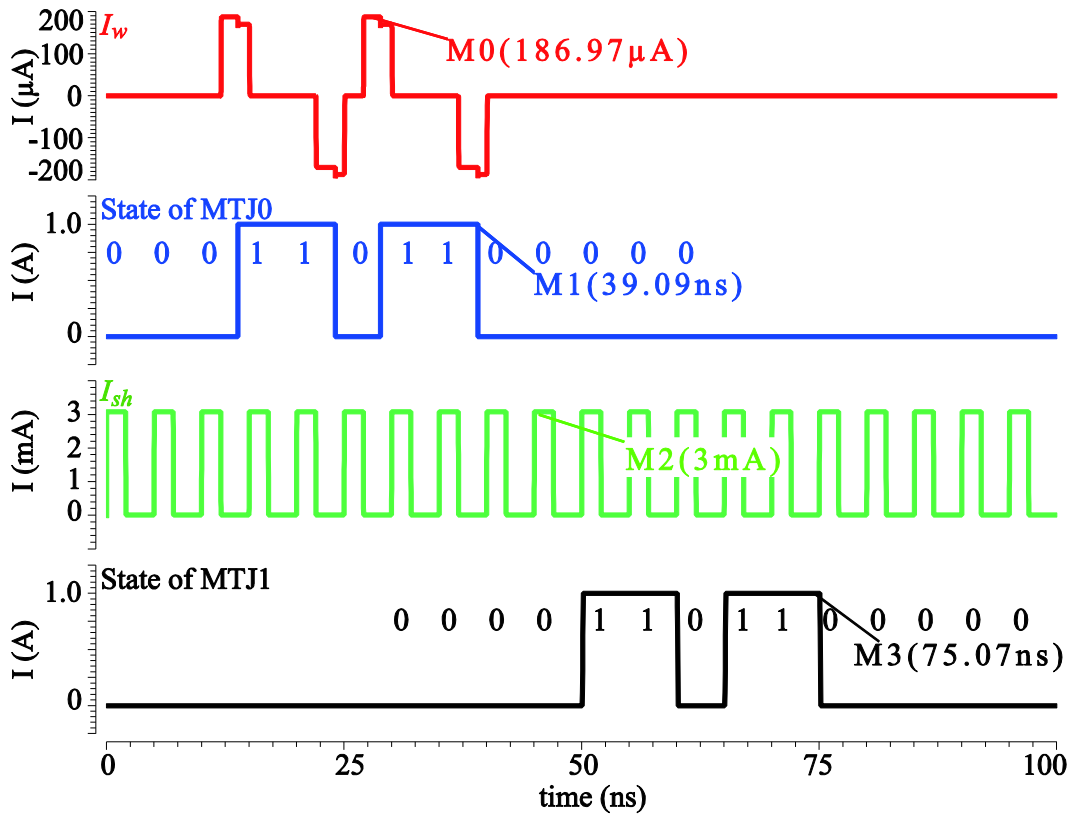 I_w
200
100
0
-100
-200
I (µA)
M0(186.97µA)
State of MTJ0
1.0
0
I (A)
0 0 0 1 1 0 1 1 0 0 0 0 0
M1(39.09ns)
I_sh
3
2
1
0
I (mA)
M2(3mA)
State of MTJ1
1.0
0
I (A)
0 0 0 0 1 1 0 1 1 0 0 0 0 0
M3(75.07ns)
0 25 50 75 100
time (ns)